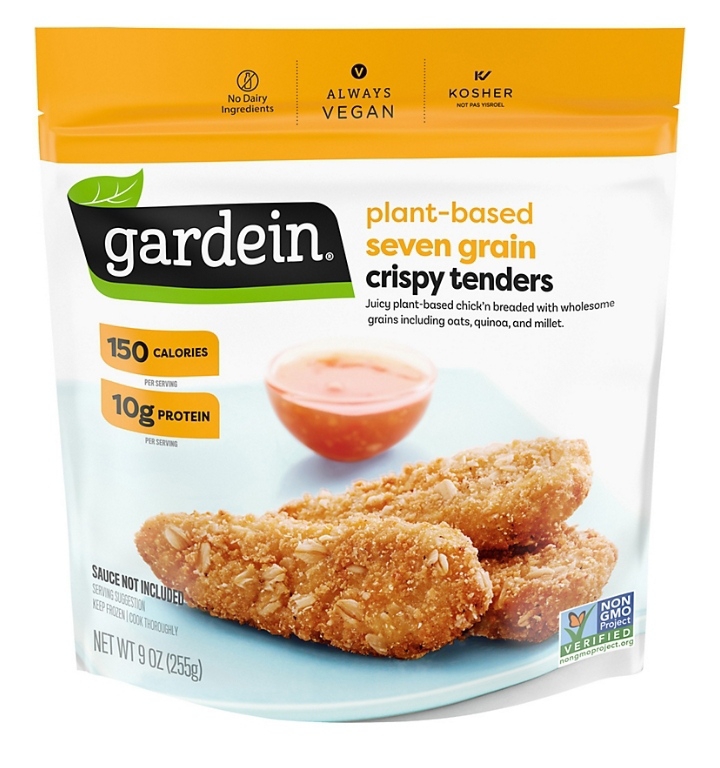 No Dairy
Ingredients
V
ALWAYS
VEGAN
KV
KOSHER
NOT PAS YISROEL
gardein®
plant-based
seven grain
crispy tenders
Juicy plant-based chick'n breaded with wholesome
grains including oats, quinoa, and millet.
150 CALORIES
PER SERVING
10g PROTEIN
PER SERVING
SAUCE NOT INCLUDED
SERVING SUGGESTION
KEEP FROZEN | COOK THOROUGHLY
NET WT 9 OZ (255g)
NON
GMO
Project
VERIFIED
nongmoproject.org